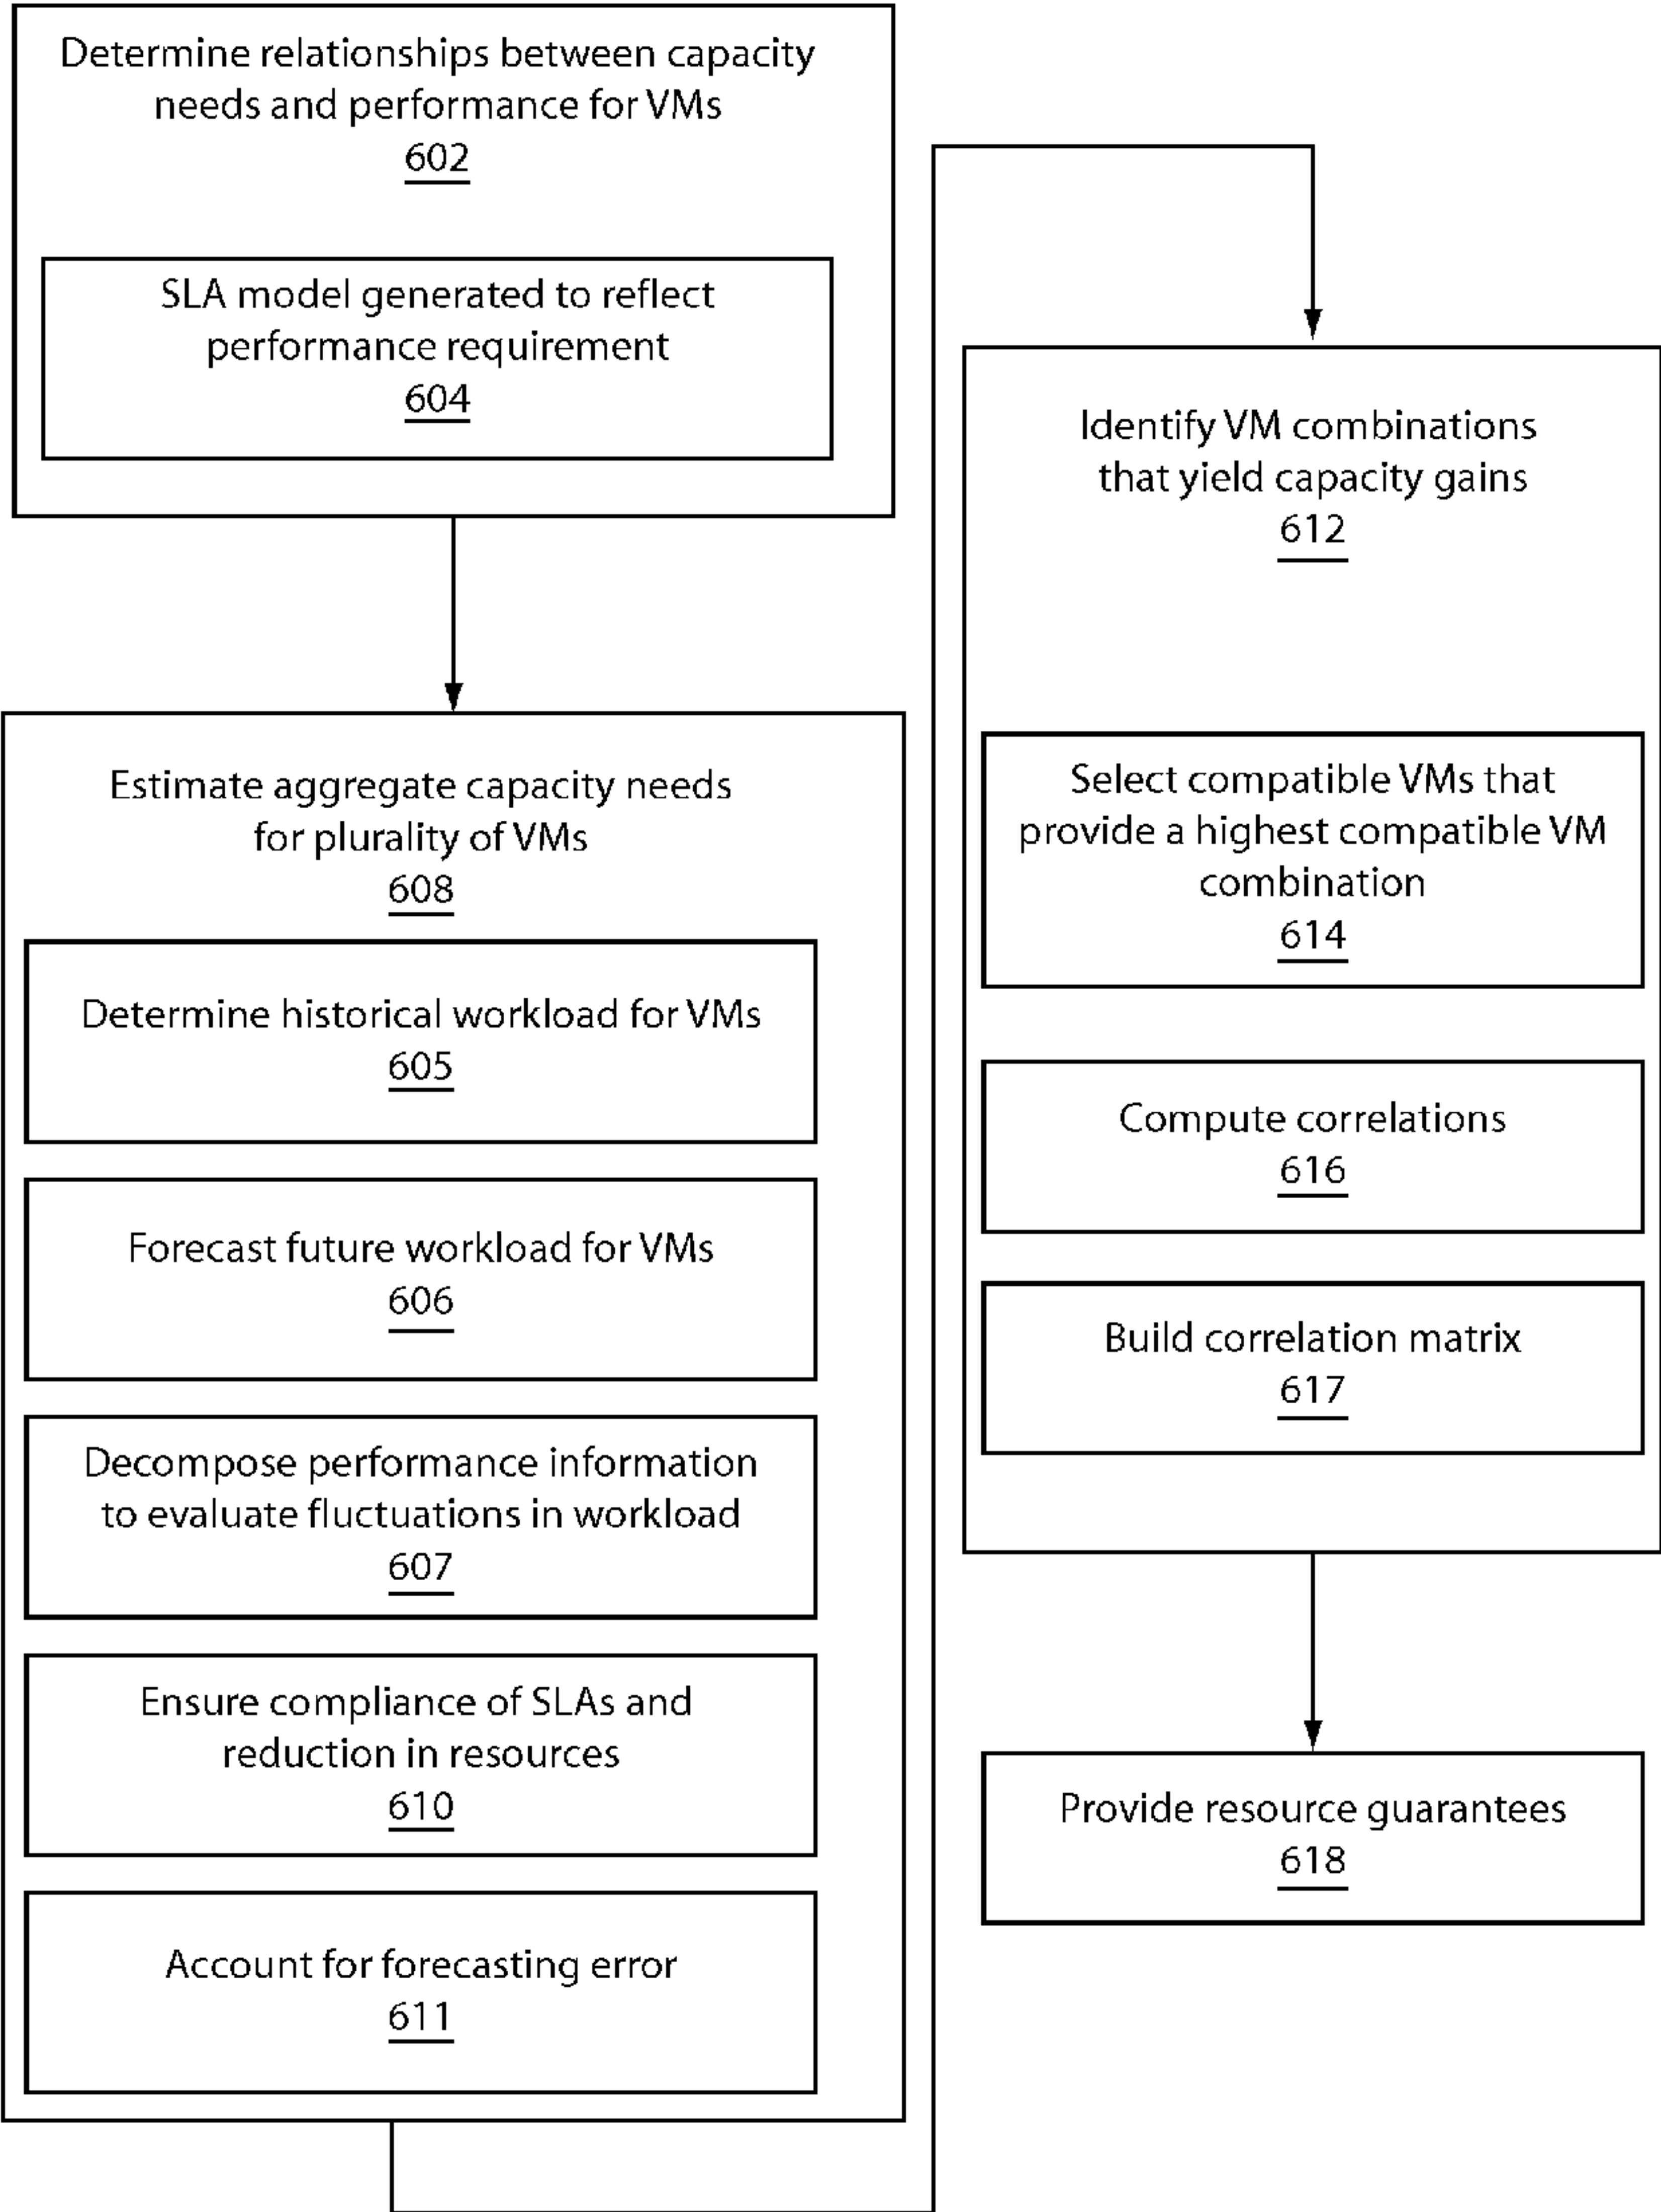 Determine relationships between capacity
needs and performance for VMs
602
SLA model generated to reflect
performance requirement
604
Estimate aggregate capacity needs
for plurality of VMs
608
Determine historical workload for VMs
605
Forecast future workload for VMs
606
Decompose performance information
to evaluate fluctuations in workload
607
Ensure compliance of SLAs and
reduction in resources
610
Account for forecasting error
611
Identify VM combinations
that yield capacity gains
612
Select compatible VMs that
provide a highest compatible VM
combination
614
Compute correlations
616
Build correlation matrix
617
Provide resource guarantees
618